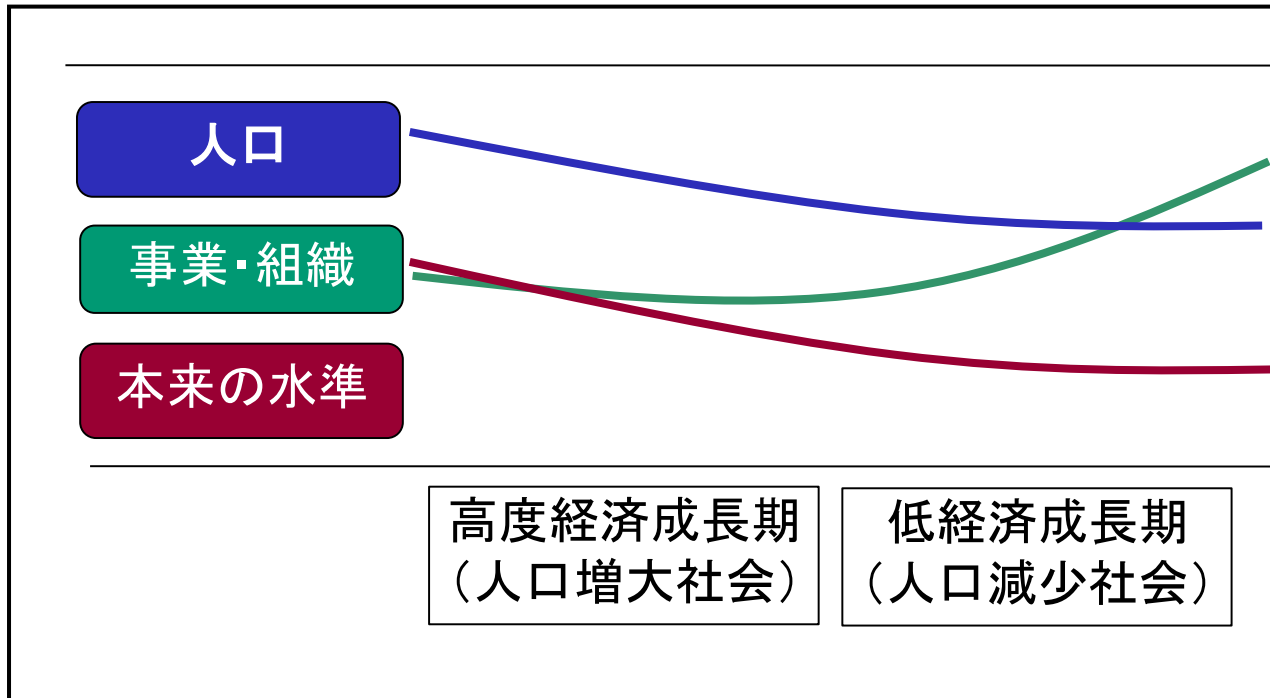 人口
事業・組織
本来の水準
高度経済成長期
（人口増大社会）
低経済成長期
（人口減少社会）